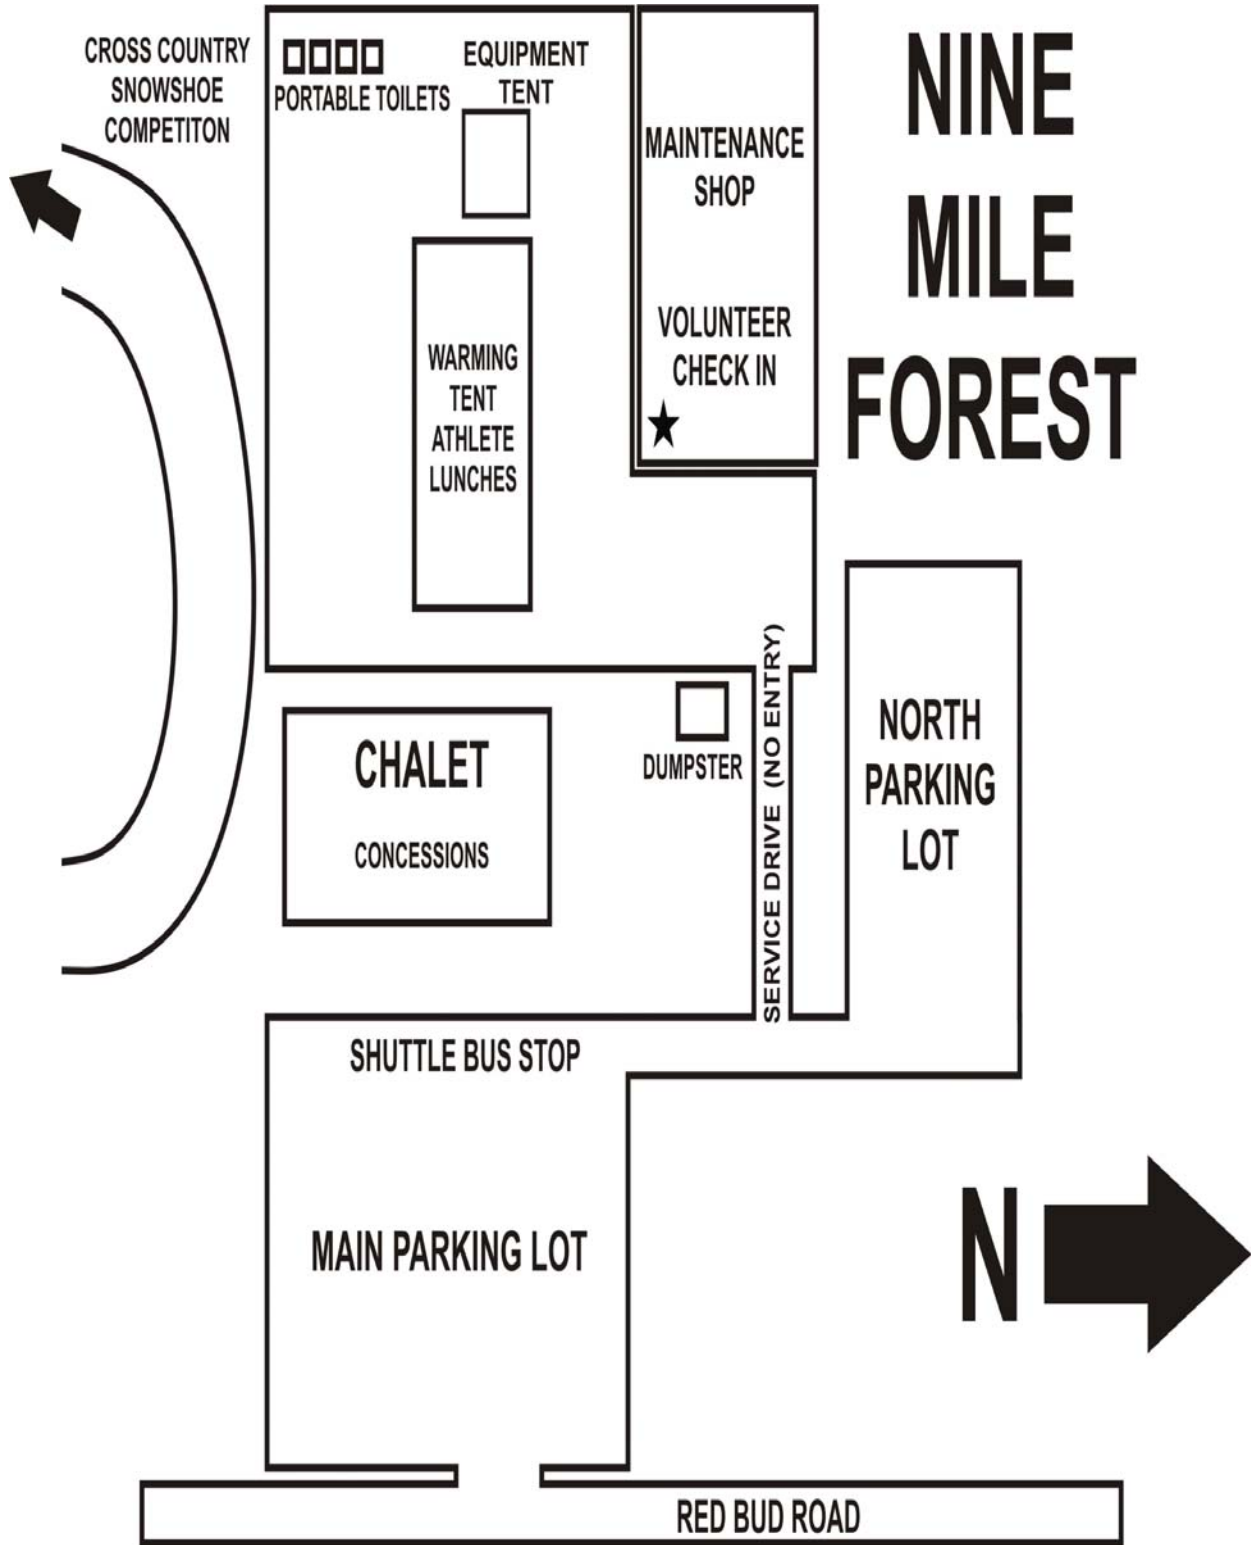 CROSS COUNTRY
SNOWSHOE
COMPETITON
PORTABLE TOILETS
EQUIPMENT
TENT
MAINTENANCE
SHOP
VOLUNTEER
CHECK IN
NINE
MILE
FOREST
WARMING
TENT
ATHLETE
LUNCHES
CHALET
CONCESSIONS
DUMPSTER
SERVICE DRIVE (NO ENTRY)
NORTH
PARKING
LOT
SHUTTLE BUS STOP
MAIN PARKING LOT
N
RED BUD ROAD